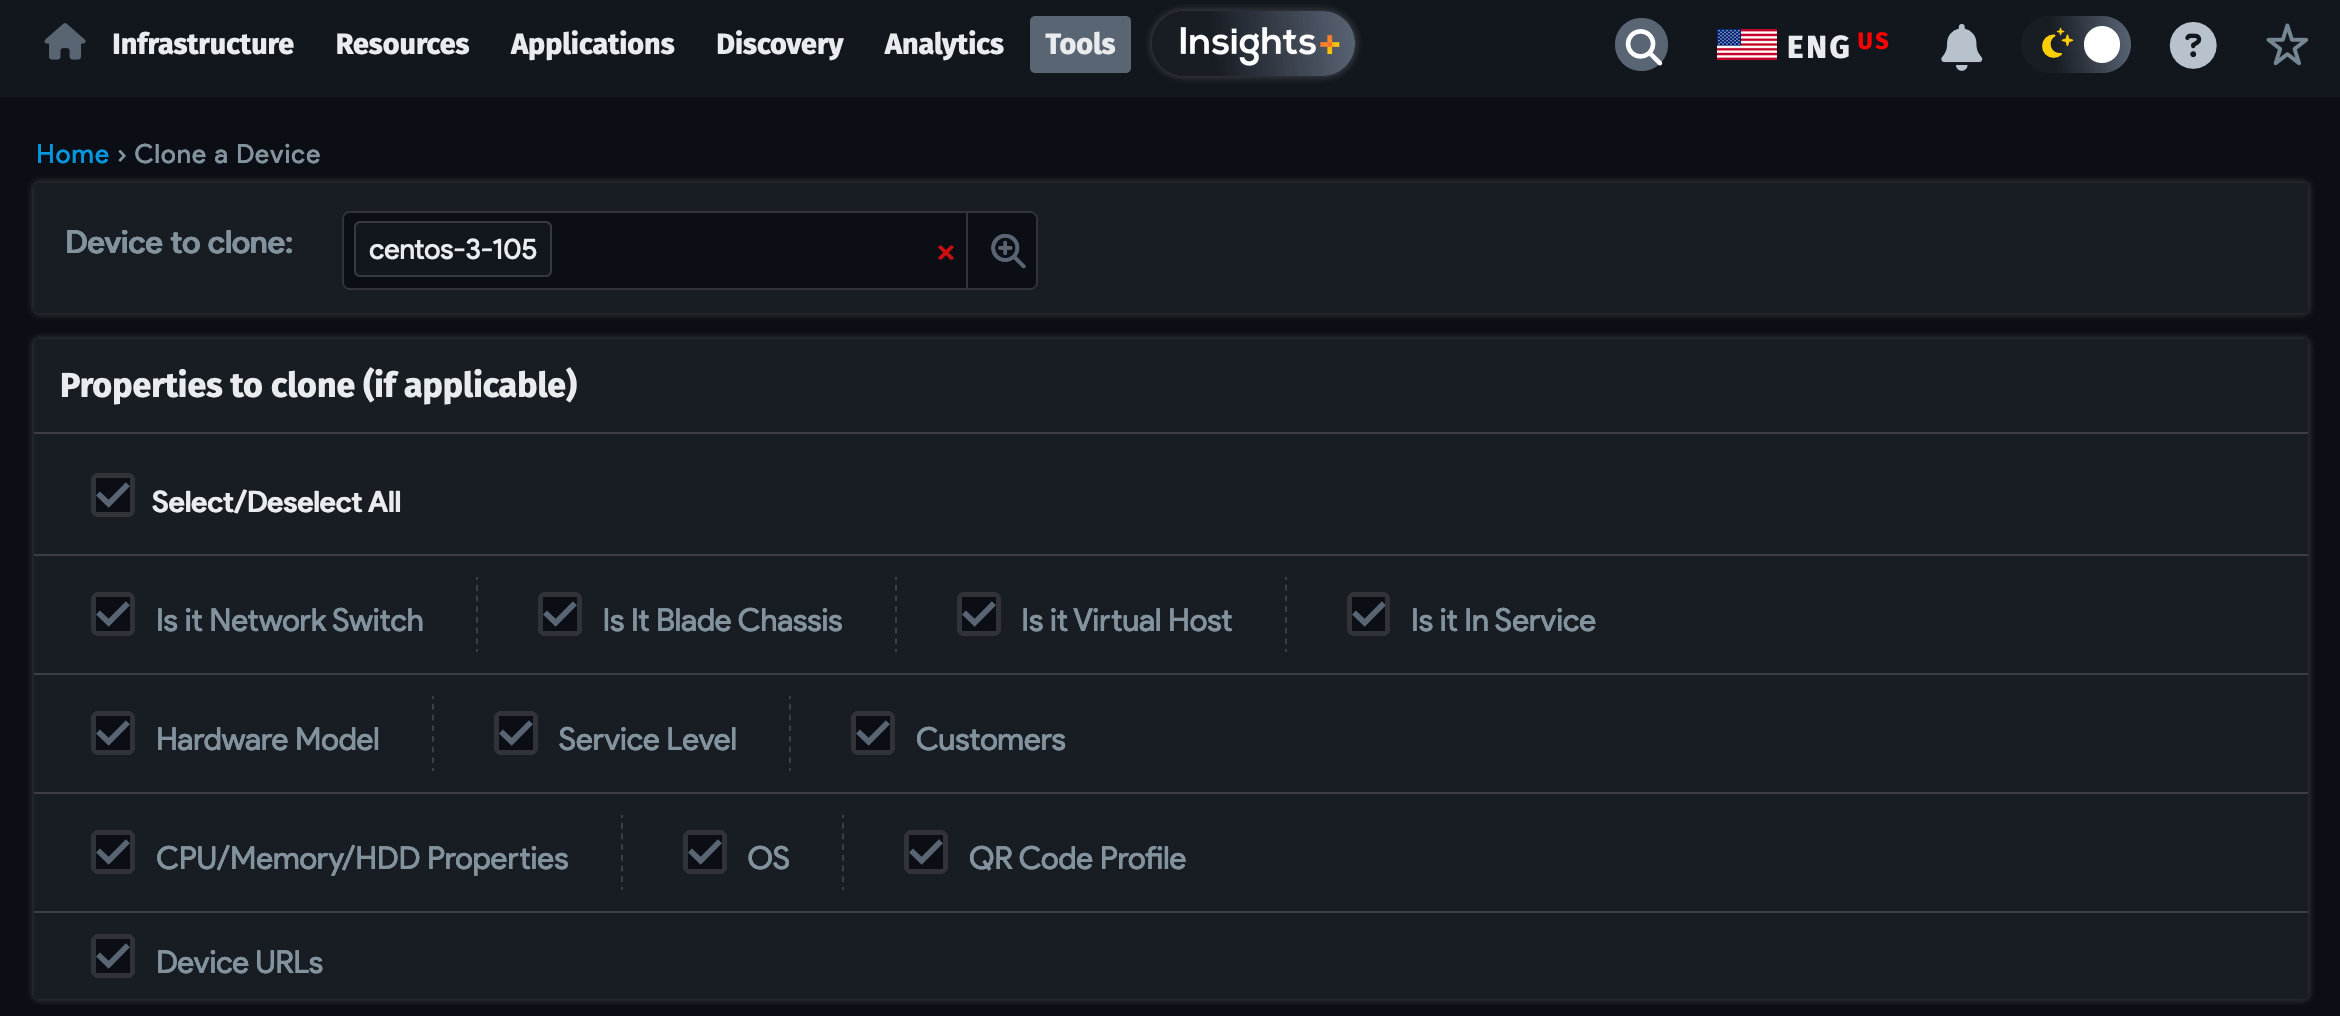 Infrastructure Resources Applications Discovery Analytics Tools Insights+ ENG US ?
Home › Clone a Device
Device to clone: centos-3-105 ×
Properties to clone (if applicable)
Select/Deselect All
Is it Network Switch Is It Blade Chassis Is it Virtual Host Is it In Service
Hardware Model Service Level Customers
CPU/Memory/HDD Properties OS QR Code Profile
Device URLs